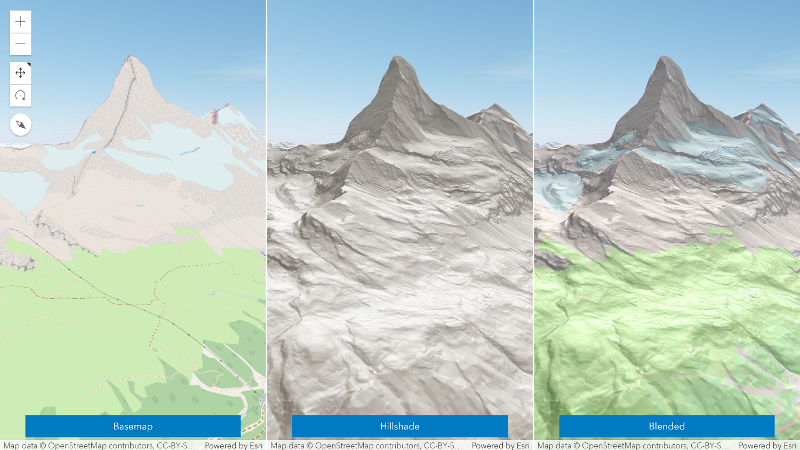 Basemap
Hillshade
Blended
Map data © OpenStreetMap contributors, CC-BY-S... Powered by Esri
Map data © OpenStreetMap contributors, CC-BY-S... Powered by Esri
Map data © OpenStreetMap contributors, CC-BY-S... Powered by Esri